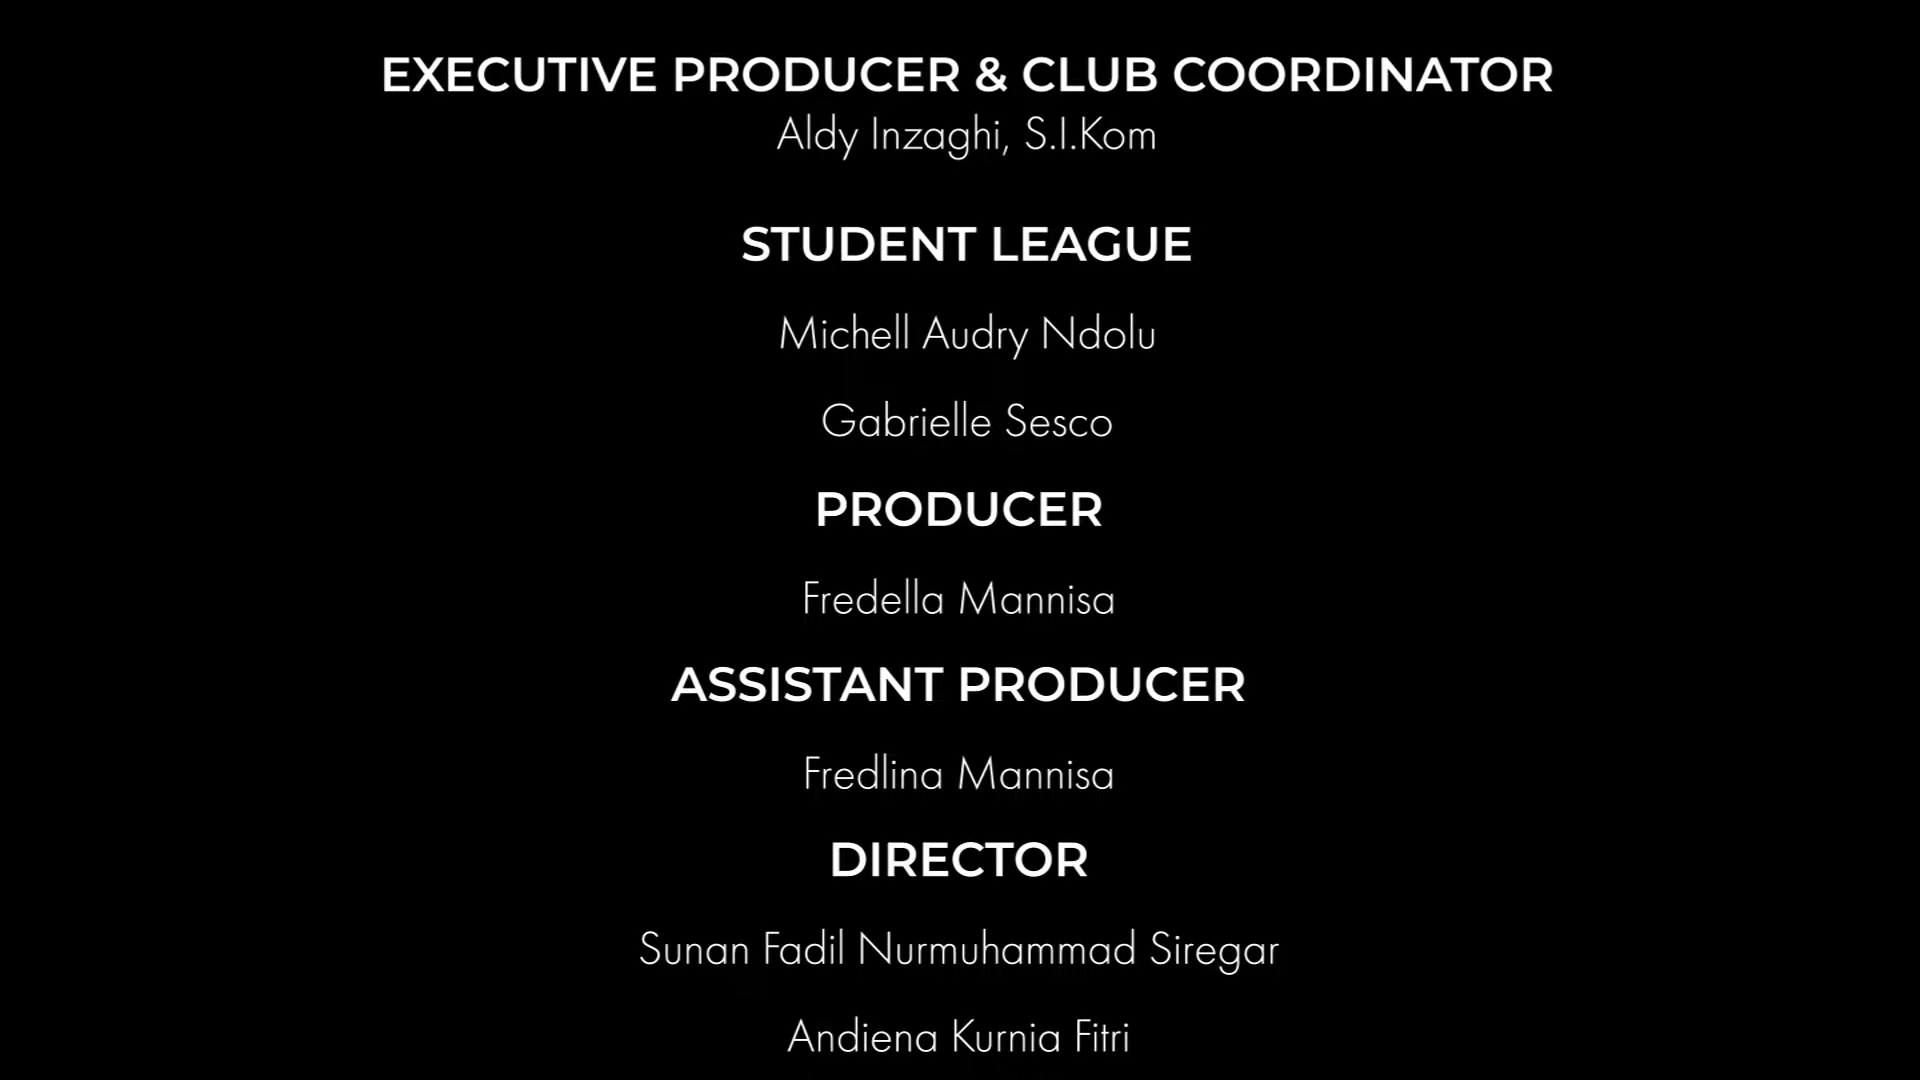 EXECUTIVE PRODUCER & CLUB COORDINATOR
Aldy Inzaghi, S.I.Kom
STUDENT LEAGUE
Michell Audry Ndolu
Gabrielle Sesco
PRODUCER
Fredella Mannisa
ASSISTANT PRODUCER
Fredlina Mannisa
DIRECTOR
Sunan Fadil Nurmuhammad Siregar
Andiena Kurnia Fitri